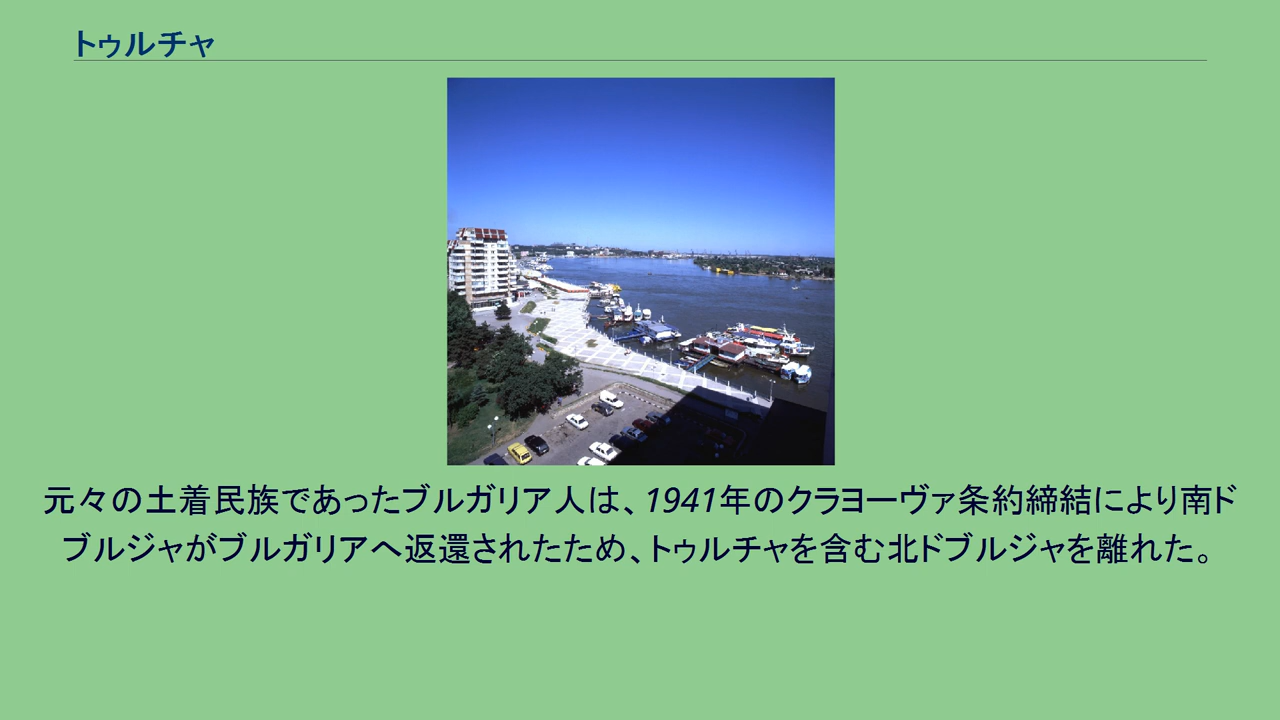 トゥルチャ
元々の土着民族であったブルガリア人は、1941年のクラヨーヴァ条約締結により南ド
ブルジャがブルガリアへ返還されたため、トゥルチャを含む北ドブルジャを離れた。